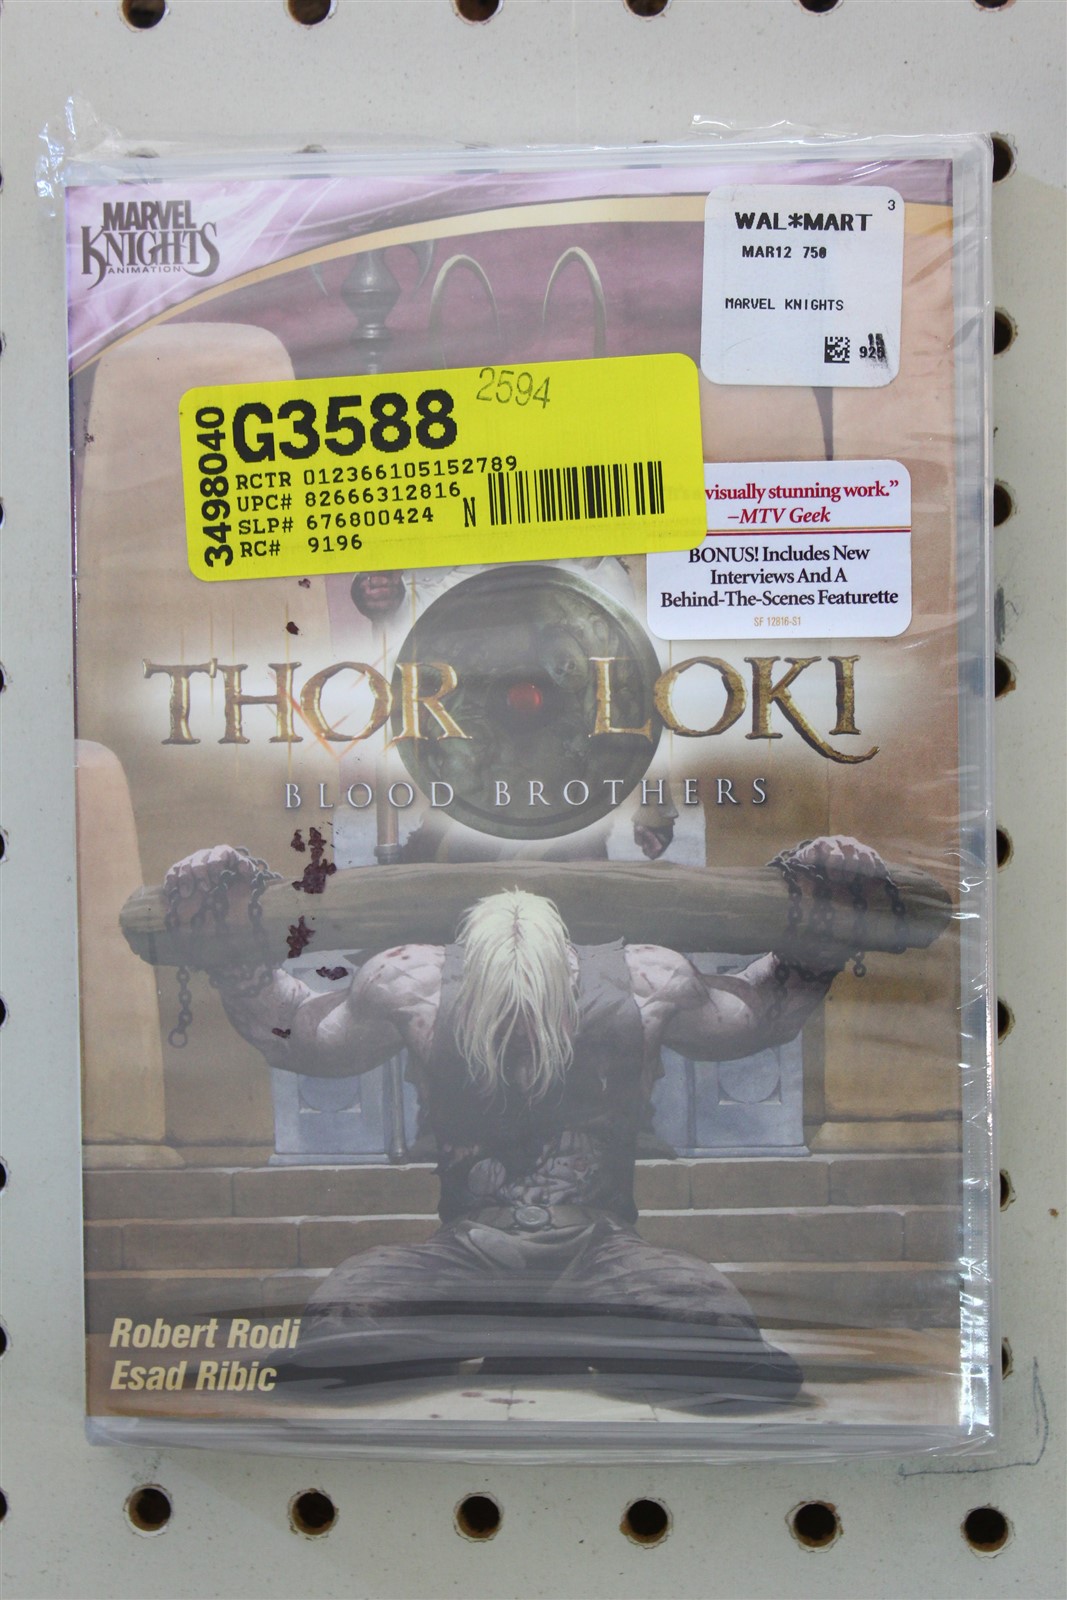 MARVEL
KNIGHTS
ANIMATION
3
WAL*MART
MAR12 750
MARVEL KNIGHTS
15
925
3498040
G3588
2594
RCTR 012366105152789
UPC# 82666312816
SLP# 676800424
N
RC# 9196
visually stunning work.”
–MTV Geek
BONUS! Includes New
Interviews And A
Behind-The-Scenes Featurette
SF 12816-S1
THOR LOKI
BLOOD BROTHERS
Robert Rodi
Esad Ribic